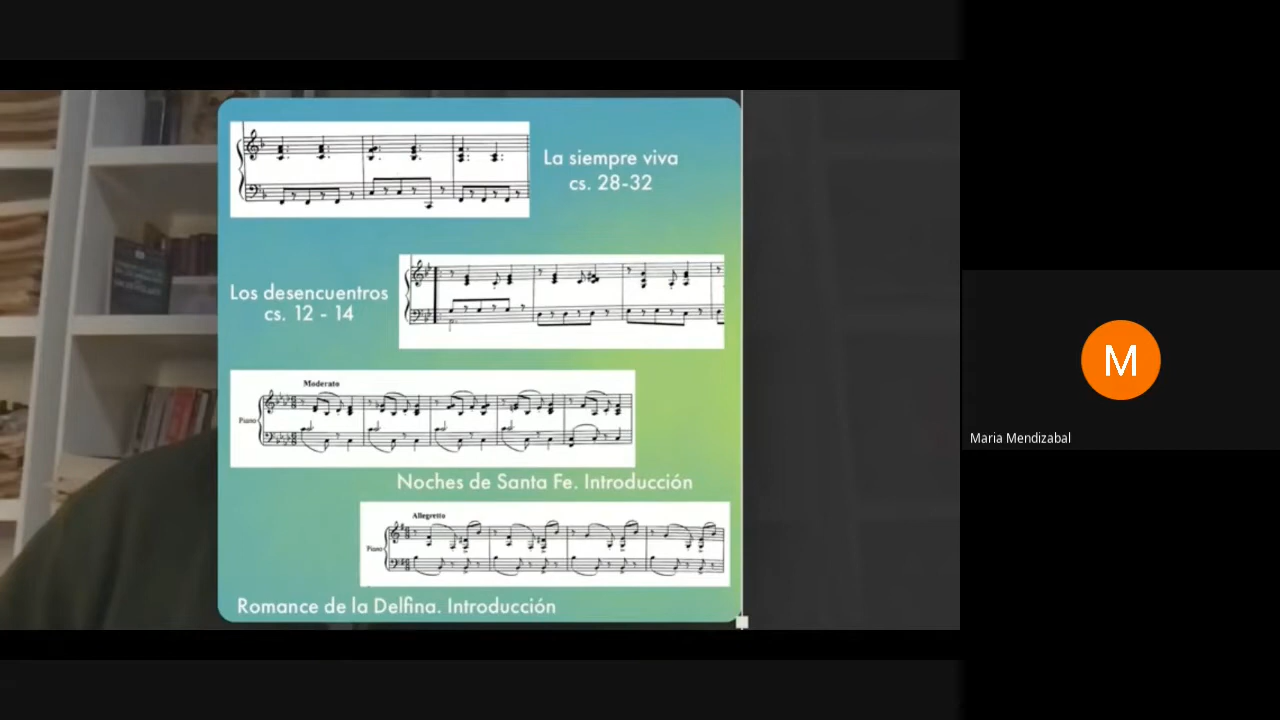 La siempre viva
cs. 28-32
Los desencuentros
cs. 12 - 14
Moderato
Piano
Noches de Santa Fe. Introducción
Allegretto
Piano
Romance de la Delfina. Introducción
M
Maria Mendizabal